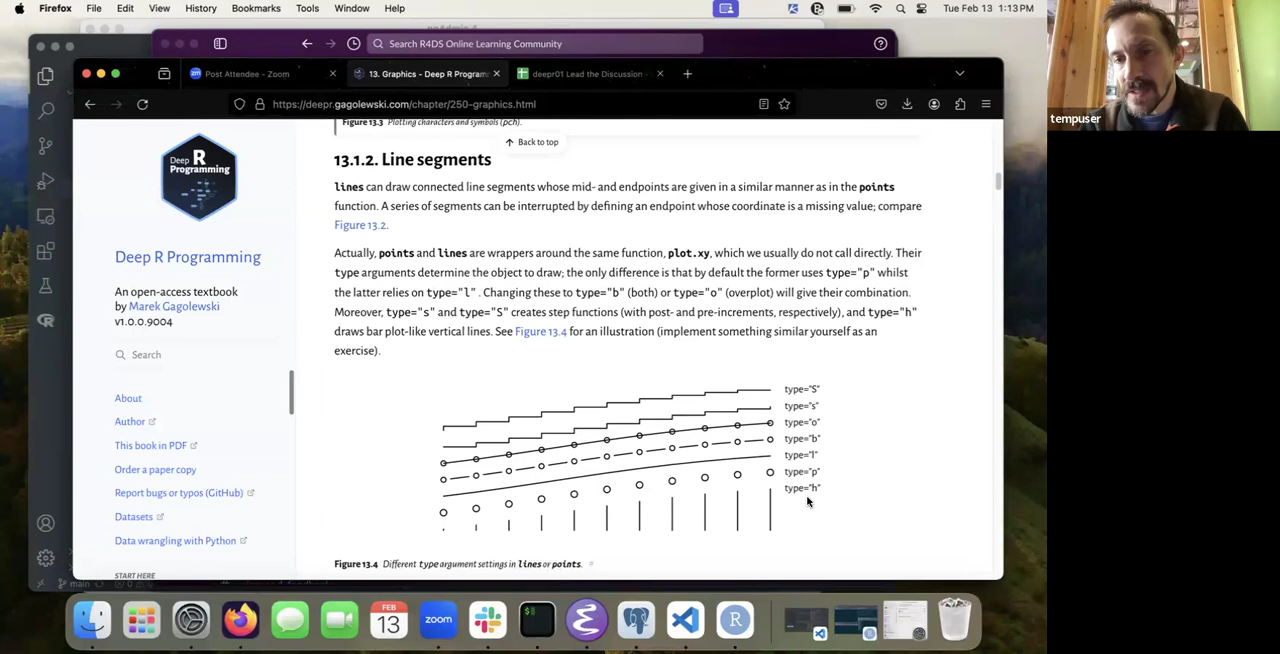 Firefox File Edit View History Bookmarks Tools Window Help
Tue Feb 13 1:13 PM
Search R4DS Online Learning Community
Post Attendee - Zoom
13. Graphics - Deep R Program
deepr01 Lead the Discussion -
https://deepr.gagolewski.com/chapter/250-graphics.html
tempuser
Figure 13.3 Plotting characters and symbols (pch).
Back to top
Deep R Programming
13.1.2. Line segments
lines can draw connected line segments whose mid- and endpoints are given in a similar manner as in the points
function. A series of segments can be interrupted by defining an endpoint whose coordinate is a missing value; compare
Figure 13.2.
Actually, points and lines are wrappers around the same function, plot.xy, which we usually do not call directly. Their
type arguments determine the object to draw; the only difference is that by default the former uses type="p" whilst
the latter relies on type="l" . Changing these to type="b" (both) or type="o" (overplot) will give their combination.
Moreover, type="s" and type="S" creates step functions (with post- and pre-increments, respectively), and type="h"
draws bar plot-like vertical lines. See Figure 13.4 for an illustration (implement something similar yourself as an
exercise).
type="S"
type="s"
type="o"
type="b"
type="l"
type="p"
type="h"
Figure 13.4 Different type argument settings in lines or points.
Deep R Programming
An open-access textbook
by Marek Gagolewski
v1.0.0.9004
Search
About
Author
This book in PDF
Order a paper copy
Report bugs or typos (GitHub)
Datasets
Data wrangling with Python
START HERE
main
FEB
13
zoom
R